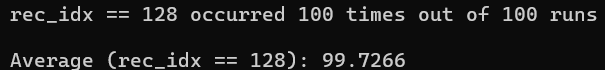 rec_idx == 128 occurred 100 times out of 100 runs
Average (rec_idx == 128): 99.7266